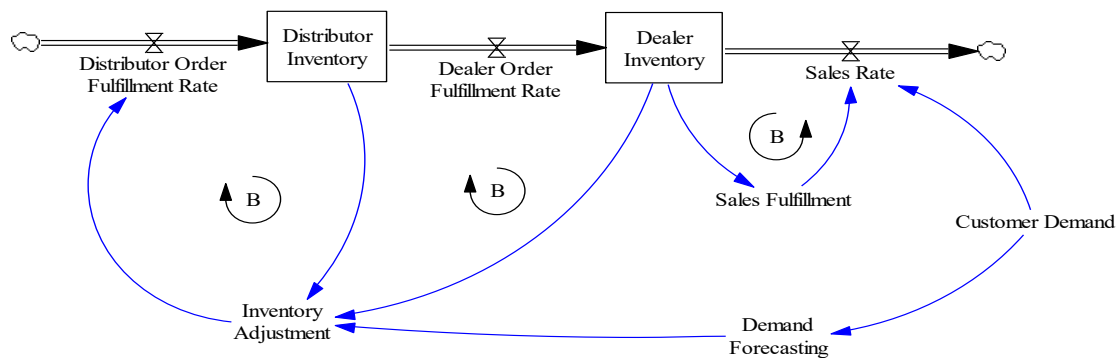 Distributor Order
Fulfillment Rate
Distributor
Inventory
Dealer Order
Fulfillment Rate
Dealer
Inventory
Sales Rate
B
B
B
Sales Fulfillment
Customer Demand
Inventory
Adjustment
Demand
Forecasting